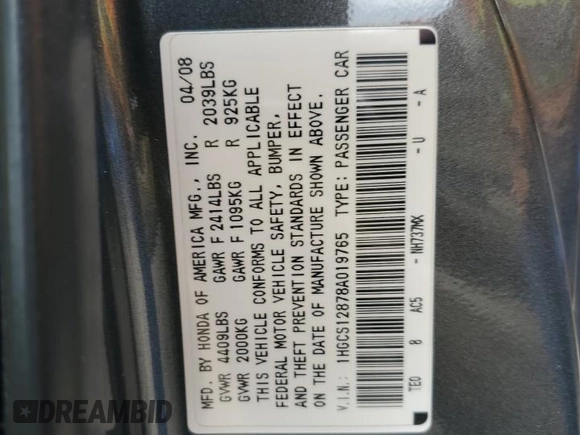 MFD. BY HONDA OF AMERICA MFG., INC. 04/08
GVWR 4409LBS GAWR F 2414LBS R 2039LBS
GVWR 2000KG GAWR F 1095KG R 925KG
THIS VEHICLE CONFORMS TO ALL APPLICABLE
FEDERAL MOTOR VEHICLE SAFETY, BUMPER,
AND THEFT PREVENTION STANDARDS IN EFFECT
ON THE DATE OF MANUFACTURE SHOWN ABOVE.
V.I.N.: 1HGCS12878A019765 TYPE: PASSENGER CAR
TE0 8 AC5 - NH737MX - U - A
DREAMBID